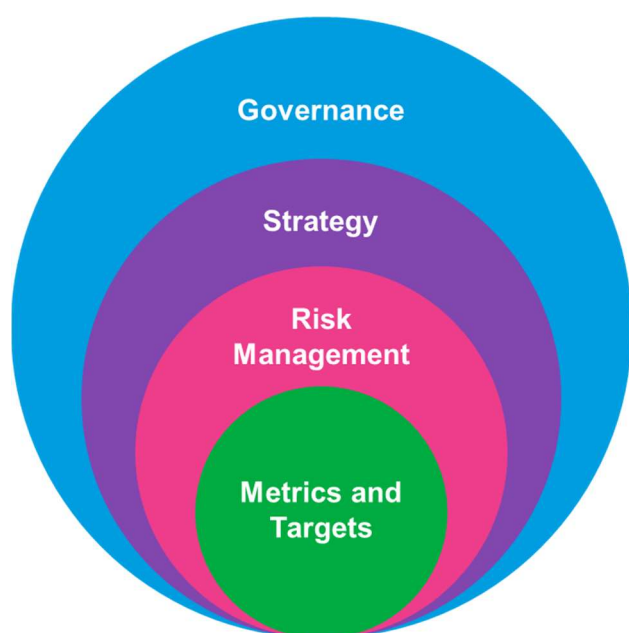 Governance
Strategy
Risk
Management
Metrics and
Targets